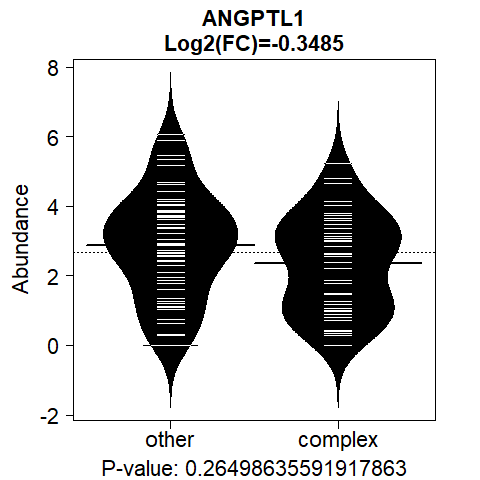 ANGPTL1
Log2(FC)=-0.3485
8
6
4
2
0
-2
Abundance
other
complex
P-value: 0.26498635591917863